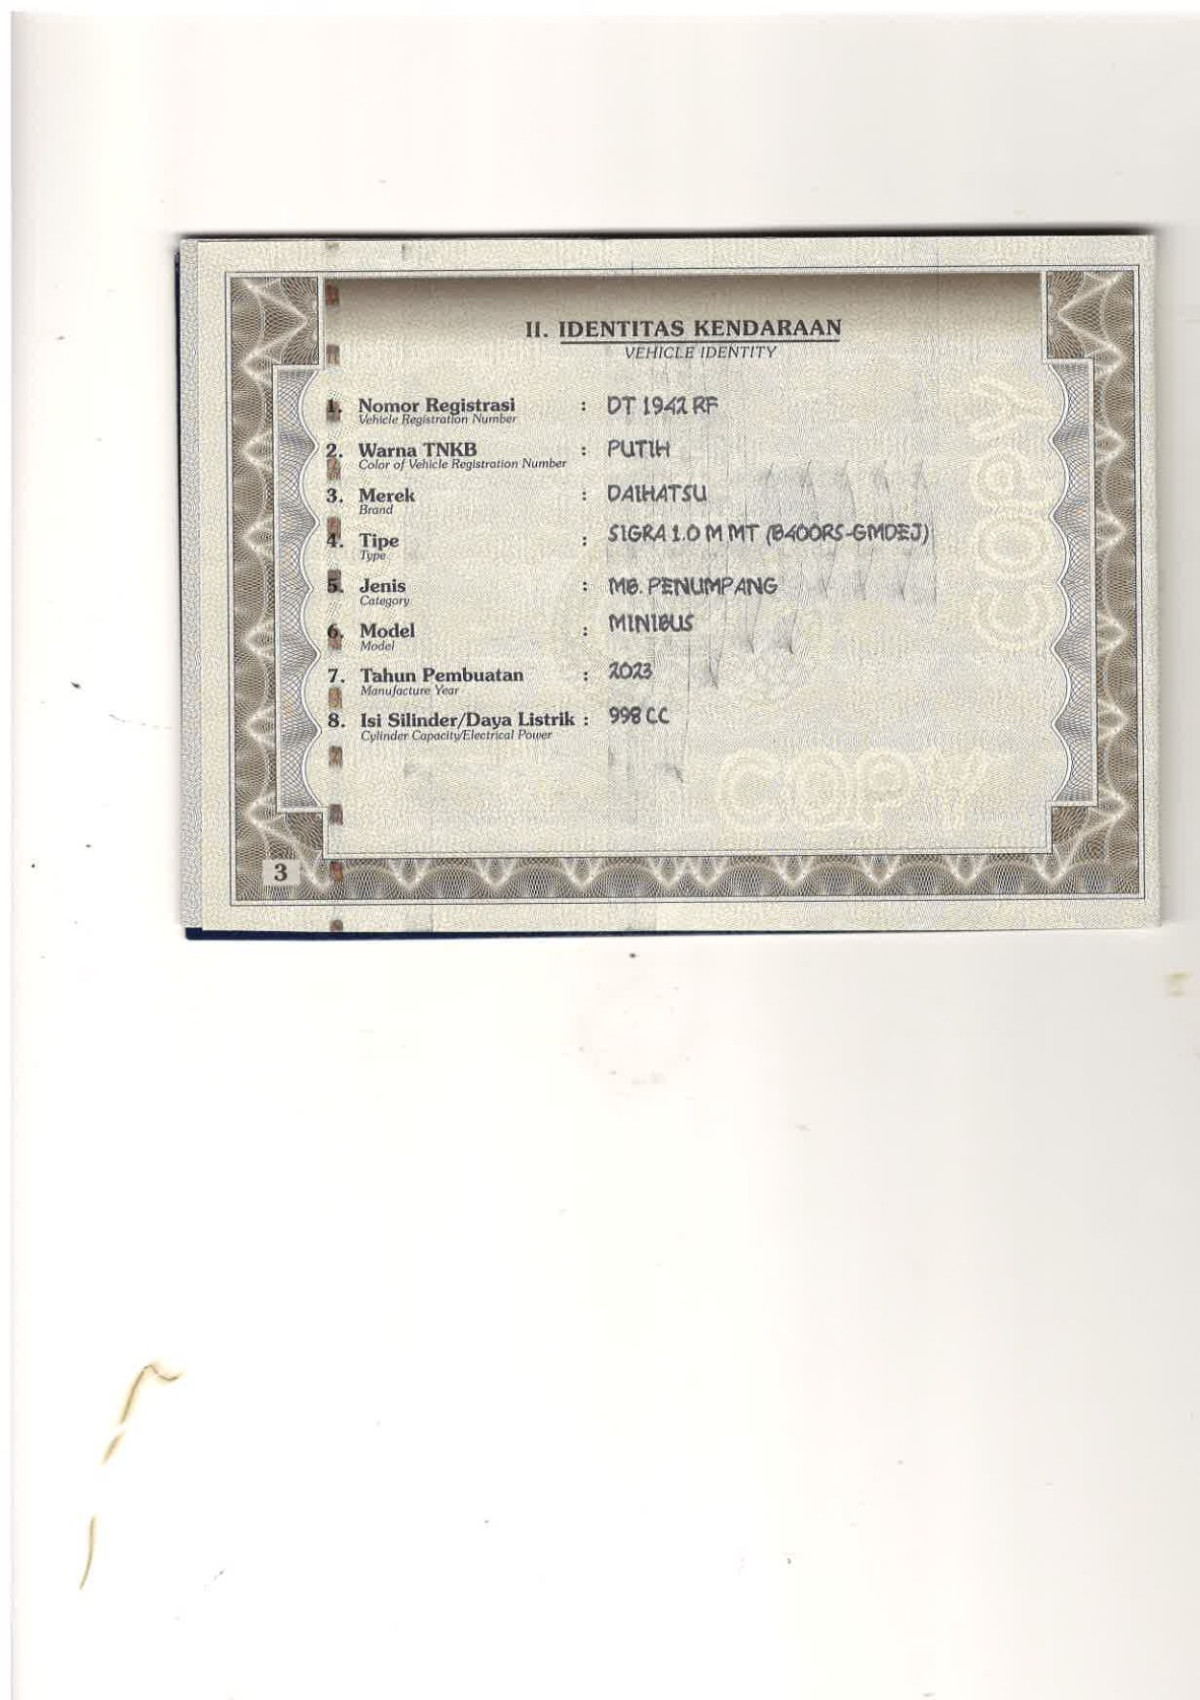 II. IDENTITAS KENDARAAN
VEHICLE IDENTITY
1. Nomor Registrasi : DT 1942 RF
Vehicle Registration Number
2. Warna TNKB : PUTIH
Color of Vehicle Registration Number
3. Merek : DAIHATSU
Brand
4. Tipe : SIGRA 1.0 M MT (B400RS-GMDEJ)
Type
5. Jenis : MB. PENUMPANG
Category
6. Model : MINIBUS
Model
7. Tahun Pembuatan : 2023
Manufacture Year
8. Isi Silinder/Daya Listrik : 998 CC
Cylinder Capacity/Electrical Power
COPY
COPY
3